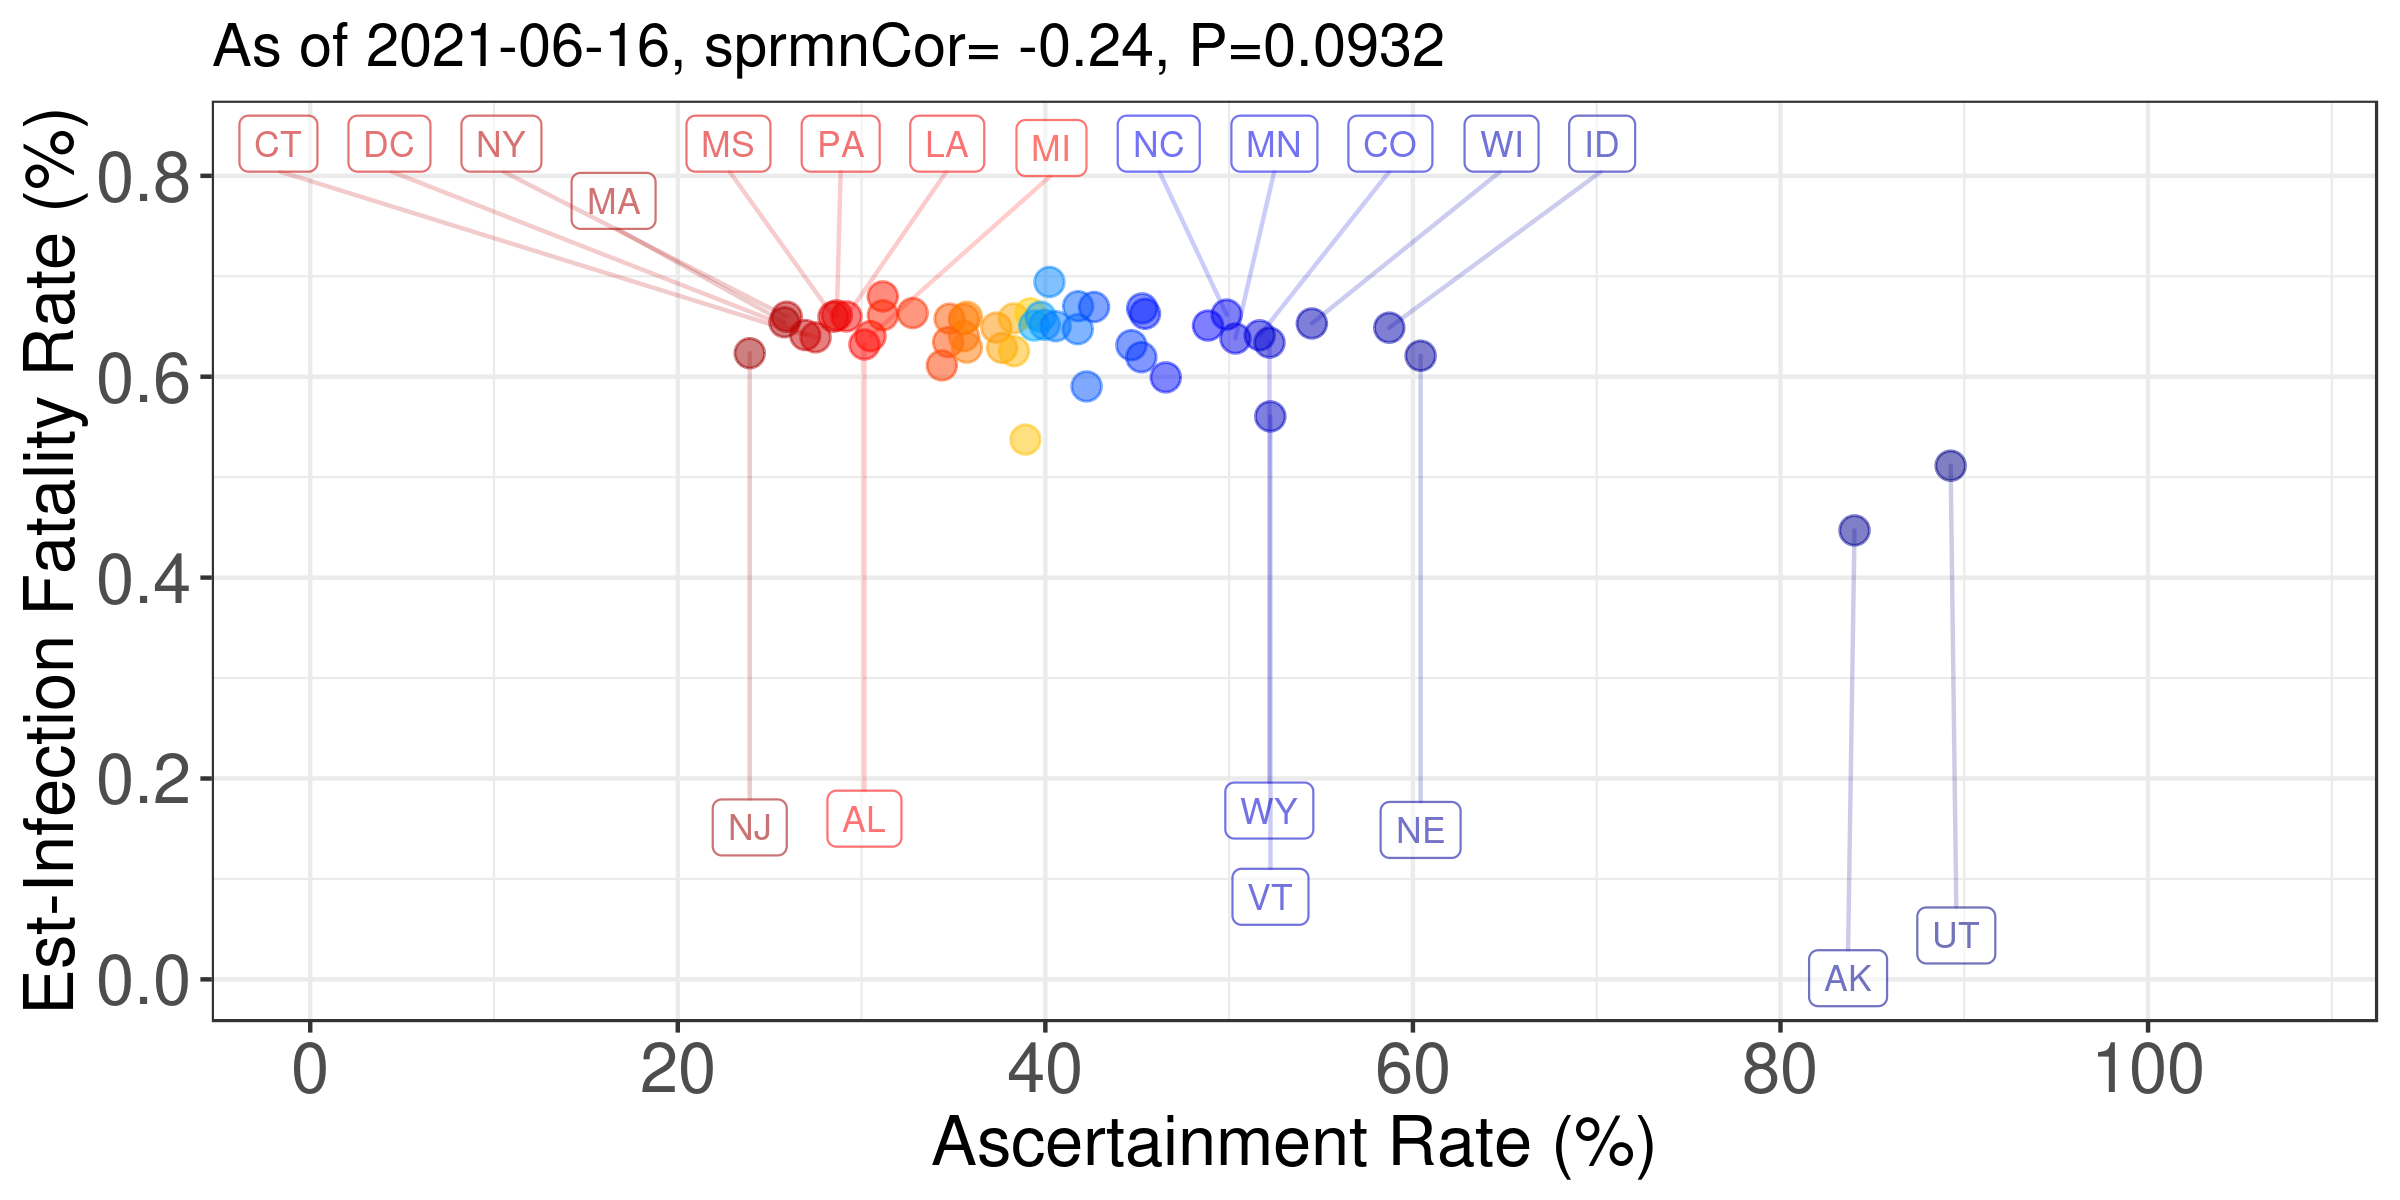 As of 2021-06-16, sprmnCor= -0.24, P=0.0932
Est-Infection Fatality Rate (%)
0.8
0.6
0.4
0.2
0.0
CT
DC
NY
MA
MS
PA
LA
MI
NC
MN
CO
WI
ID
NJ
AL
WY
NE
VT
UT
AK
0
20
40
60
80
100
Ascertainment Rate (%)